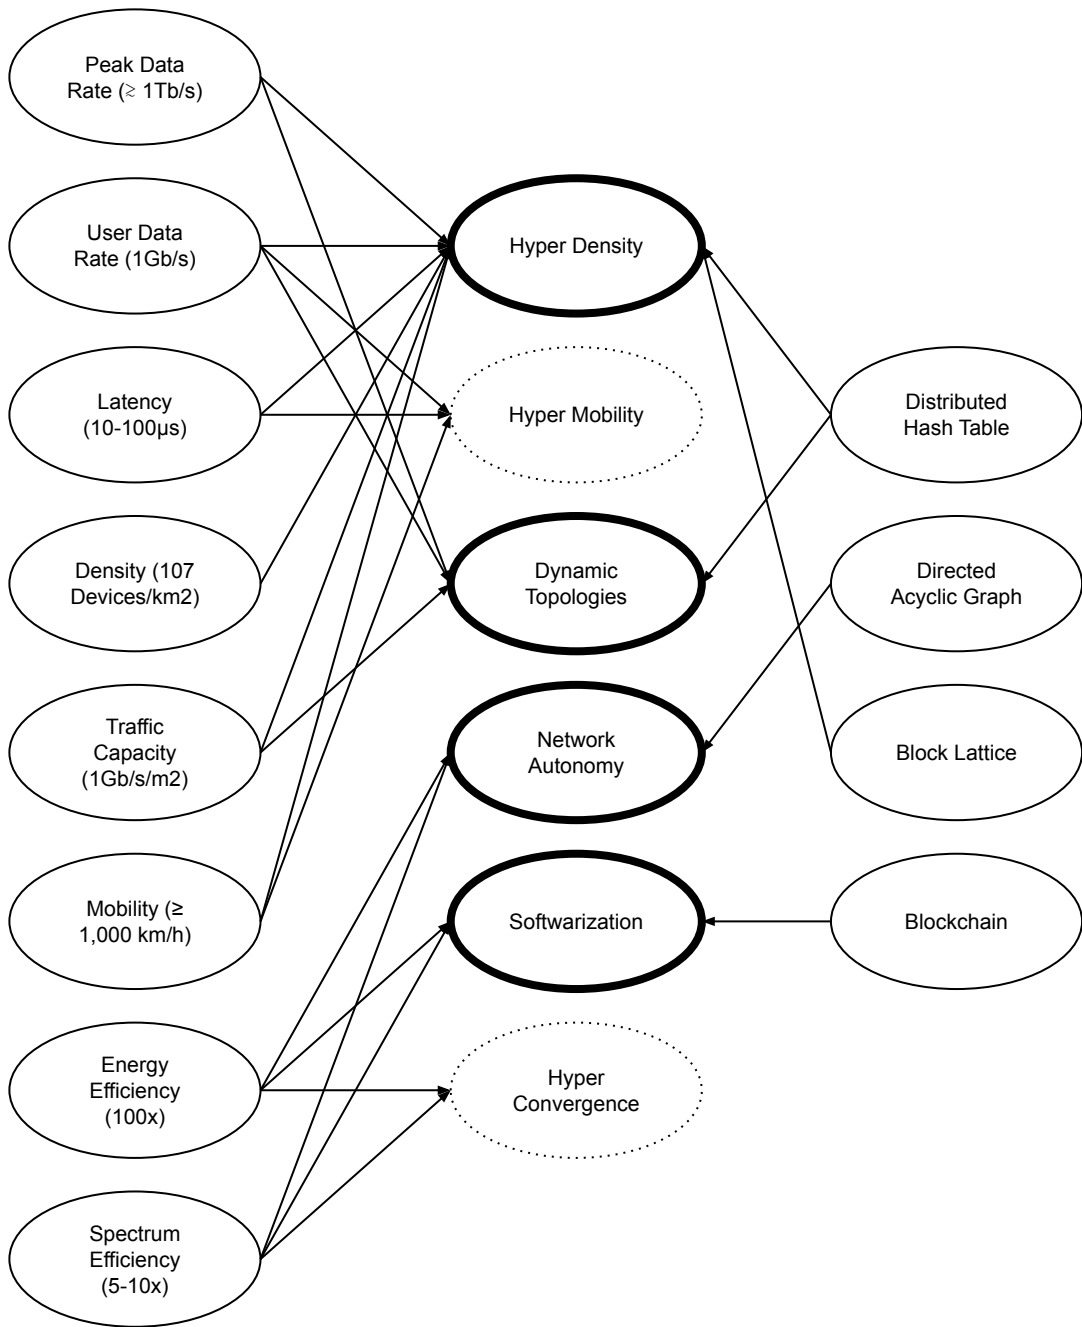 Peak Data
Rate (≥ 1Tb/s)
User Data
Rate (1Gb/s)
Latency
(10-100µs)
Density (107
Devices/km2)
Traffic
Capacity
(1Gb/s/m2)
Mobility (≥
1,000 km/h)
Energy
Efficiency
(100x)
Spectrum
Efficiency
(5-10x)
Hyper Density
Hyper Mobility
Dynamic
Topologies
Network
Autonomy
Softwarization
Hyper
Convergence
Distributed
Hash Table
Directed
Acyclic Graph
Block Lattice
Blockchain